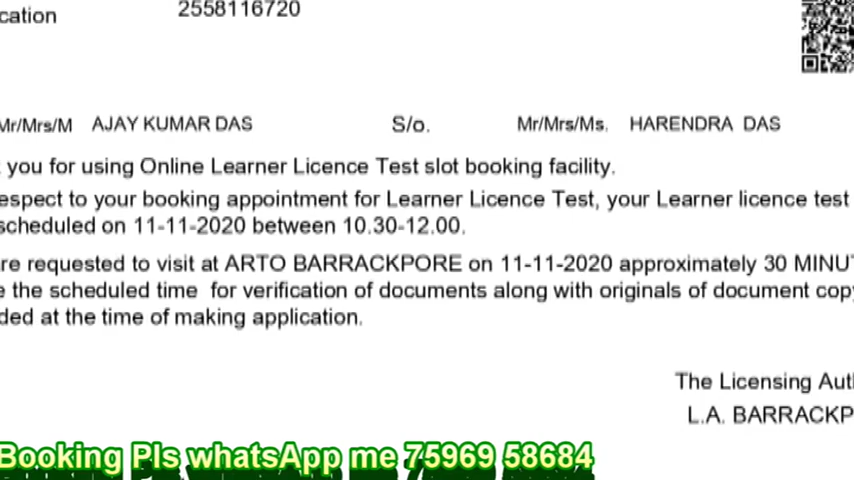 cation 2558116720
Mr/Mrs/M AJAY KUMAR DAS S/o. Mr/Mrs/Ms. HARENDRA DAS
you for using Online Learner Licence Test slot booking facility.
espect to your booking appointment for Learner Licence Test, your Learner licence test
scheduled on 11-11-2020 between 10.30-12.00.
re requested to visit at ARTO BARRACKPORE on 11-11-2020 approximately 30 MINUT
e the scheduled time for verification of documents along with originals of document copy
ded at the time of making application.
The Licensing Aut
L.A. BARRACKP
Booking Pls whatsApp me 75969 58684